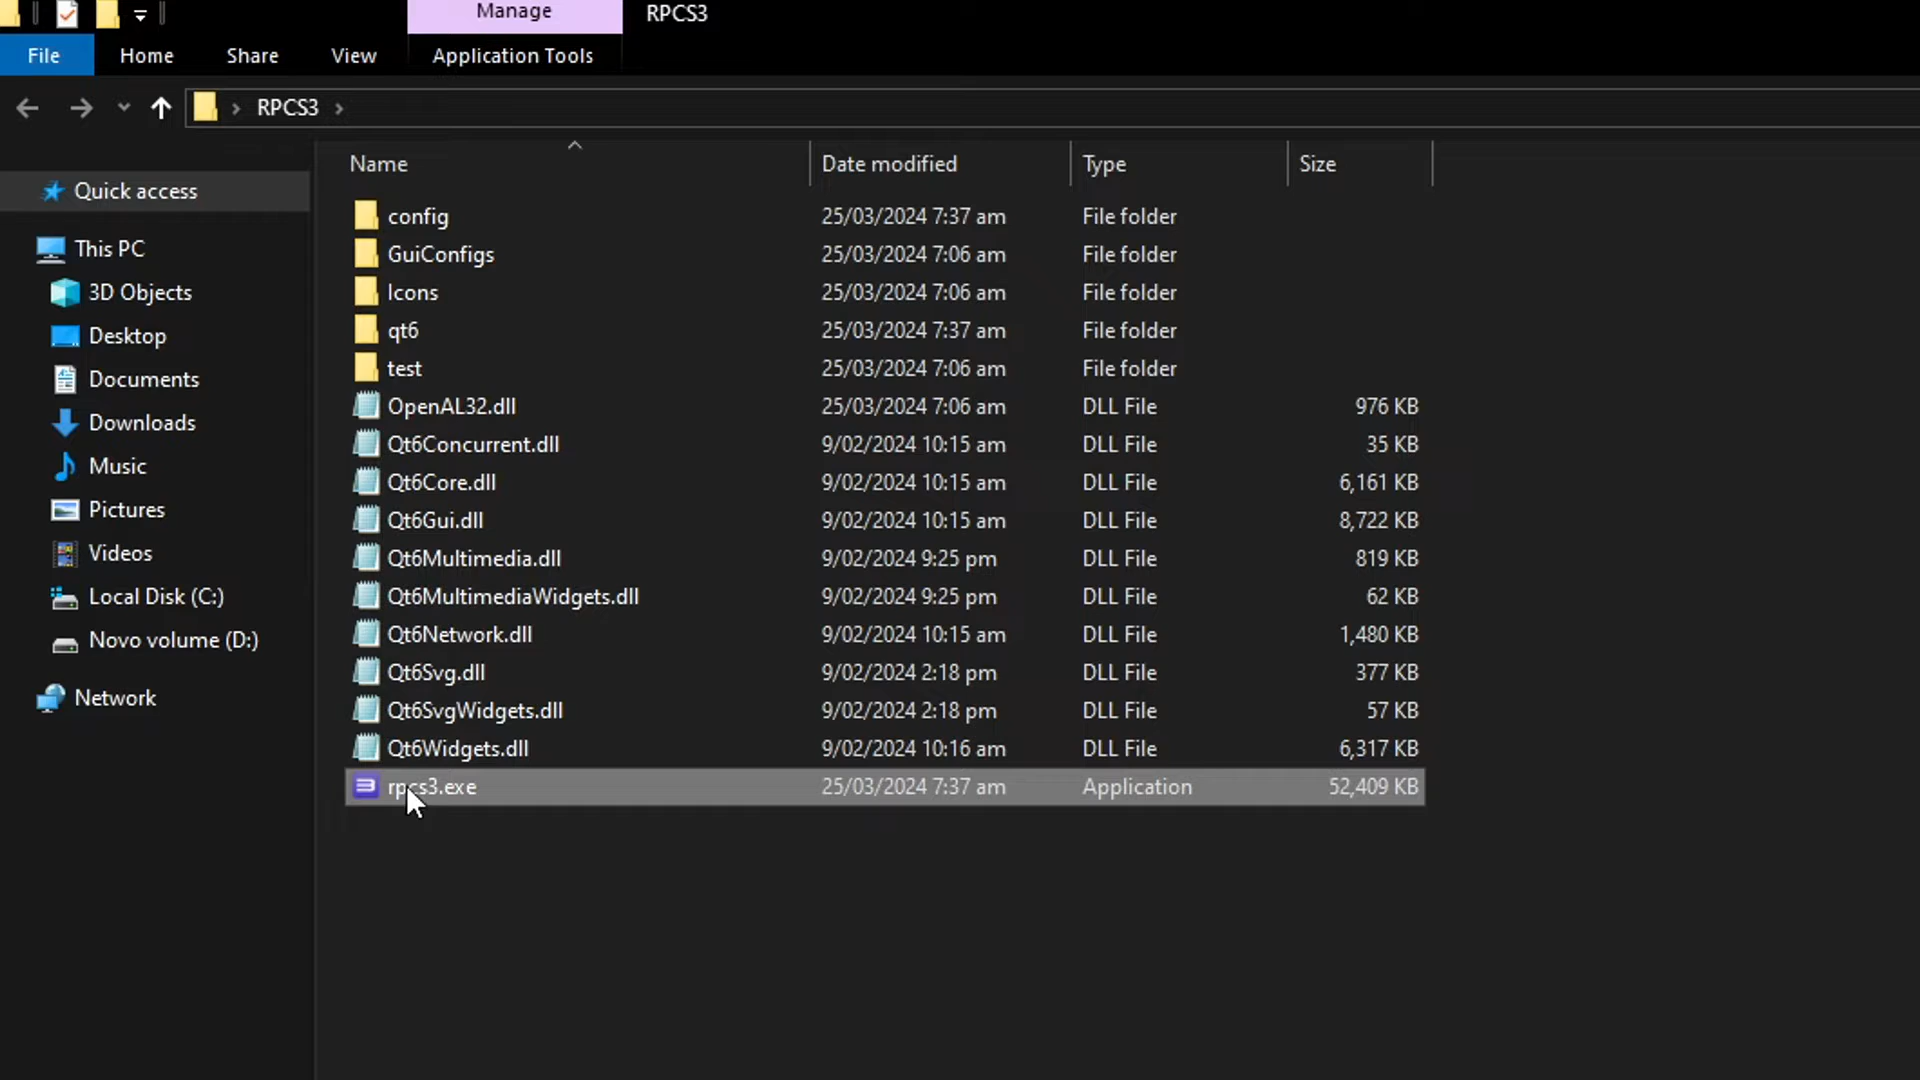 Manage RPCS3
File Home Share View Application Tools
RPCS3
Name Date modified Type Size
Quick access
This PC
3D Objects
Desktop
Documents
Downloads
Music
Pictures
Videos
Local Disk (C:)
Novo volume (D:)
Network
config 25/03/2024 7:37 am File folder
GuiConfigs 25/03/2024 7:06 am File folder
Icons 25/03/2024 7:06 am File folder
qt6 25/03/2024 7:37 am File folder
test 25/03/2024 7:06 am File folder
OpenAL32.dll 25/03/2024 7:06 am DLL File 976 KB
Qt6Concurrent.dll 9/02/2024 10:15 am DLL File 35 KB
Qt6Core.dll 9/02/2024 10:15 am DLL File 6,161 KB
Qt6Gui.dll 9/02/2024 10:15 am DLL File 8,722 KB
Qt6Multimedia.dll 9/02/2024 9:25 pm DLL File 819 KB
Qt6MultimediaWidgets.dll 9/02/2024 9:25 pm DLL File 62 KB
Qt6Network.dll 9/02/2024 10:15 am DLL File 1,480 KB
Qt6Svg.dll 9/02/2024 2:18 pm DLL File 377 KB
Qt6SvgWidgets.dll 9/02/2024 2:18 pm DLL File 57 KB
Qt6Widgets.dll 9/02/2024 10:16 am DLL File 6,317 KB
rpcs3.exe 25/03/2024 7:37 am Application 52,409 KB